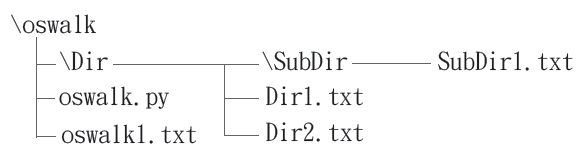 \oswalk
\Dir \SubDir SubDir1.txt
oswalk.py Dir1.txt
oswalk1.txt Dir2.txt